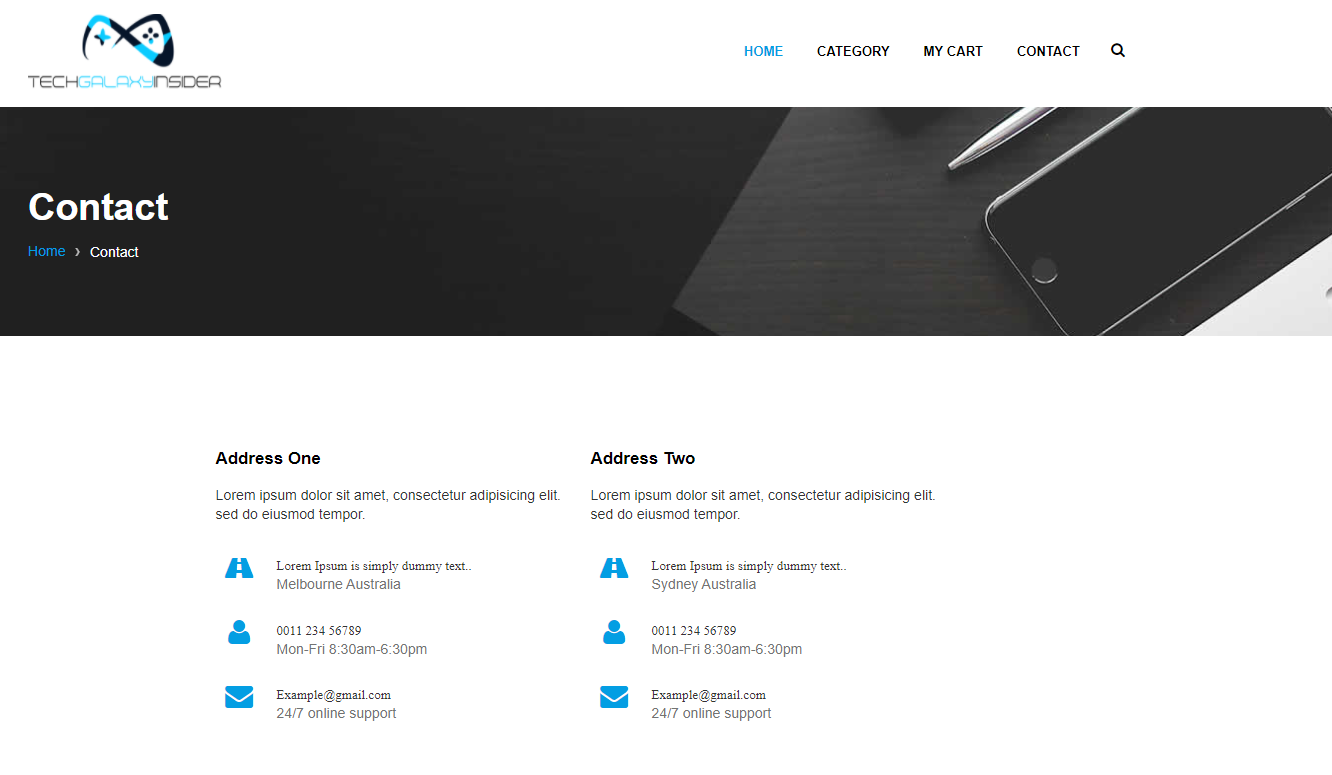 TECHGALAXYINSIDER
HOME
CATEGORY
MY CART
CONTACT
Contact
Home › Contact
Address One
Lorem ipsum dolor sit amet, consectetur adipisicing elit.
sed do eiusmod tempor.
Lorem Ipsum is simply dummy text..
Melbourne Australia
0011 234 56789
Mon-Fri 8:30am-6:30pm
Example@gmail.com
24/7 online support
Address Two
Lorem ipsum dolor sit amet, consectetur adipisicing elit.
sed do eiusmod tempor.
Lorem Ipsum is simply dummy text..
Sydney Australia
0011 234 56789
Mon-Fri 8:30am-6:30pm
Example@gmail.com
24/7 online support